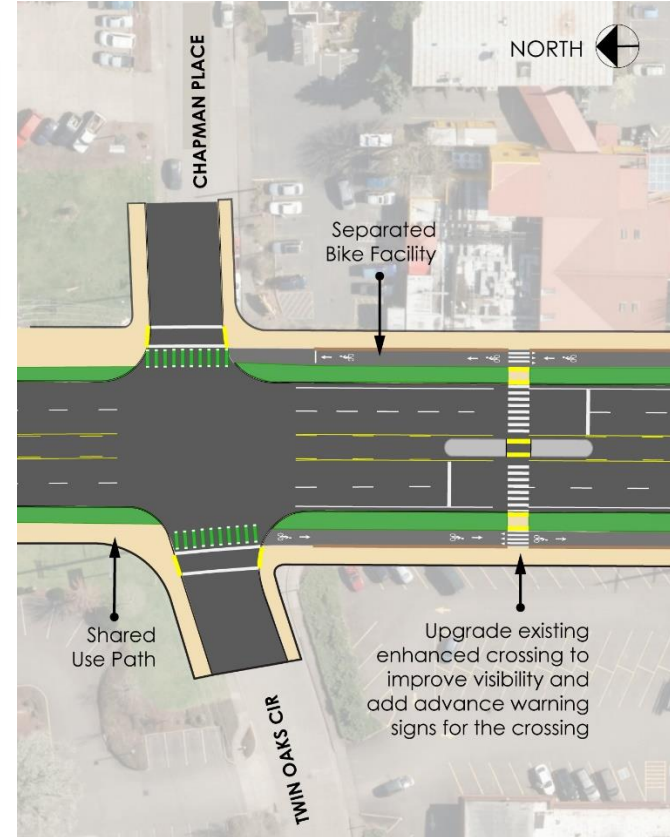 NORTH
CHAPMAN PLACE
Separated
Bike Facility
Shared
Use Path
Upgrade existing
enhanced crossing to
improve visibility and
add advance warning
signs for the crossing
TWIN OAKS CIR